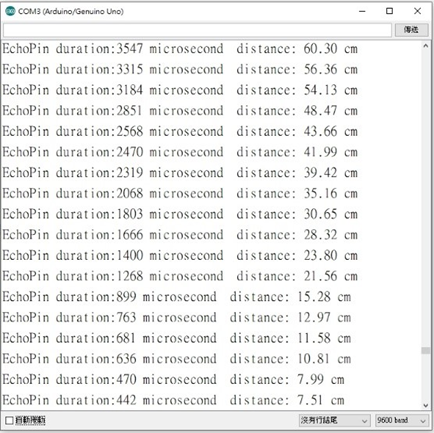 COM3 (Arduino/Genuino Uno)
傳送
EchoPin duration:3547 microsecond  distance: 60.30 cm
EchoPin duration:3315 microsecond  distance: 56.36 cm
EchoPin duration:3184 microsecond  distance: 54.13 cm
EchoPin duration:2851 microsecond  distance: 48.47 cm
EchoPin duration:2568 microsecond  distance: 43.66 cm
EchoPin duration:2470 microsecond  distance: 41.99 cm
EchoPin duration:2319 microsecond  distance: 39.42 cm
EchoPin duration:2068 microsecond  distance: 35.16 cm
EchoPin duration:1803 microsecond  distance: 30.65 cm
EchoPin duration:1666 microsecond  distance: 28.32 cm
EchoPin duration:1400 microsecond  distance: 23.80 cm
EchoPin duration:1268 microsecond  distance: 21.56 cm
EchoPin duration:899 microsecond  distance: 15.28 cm
EchoPin duration:763 microsecond  distance: 12.97 cm
EchoPin duration:681 microsecond  distance: 11.58 cm
EchoPin duration:636 microsecond  distance: 10.81 cm
EchoPin duration:470 microsecond  distance: 7.99 cm
EchoPin duration:442 microsecond  distance: 7.51 cm
自動捲動 沒有行結尾 9600 baud